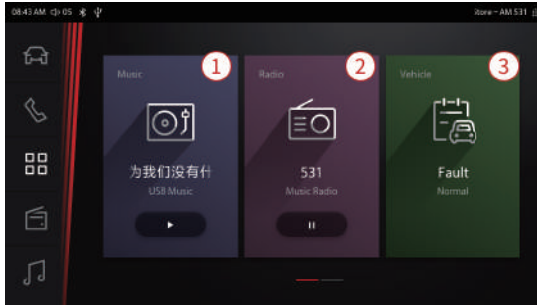 08:43 AM 05
Store - AM 531
Music 1
Radio 2
Vehicle 3
为我们没有什
USB Music
531
Music Radio
Fault
Normal